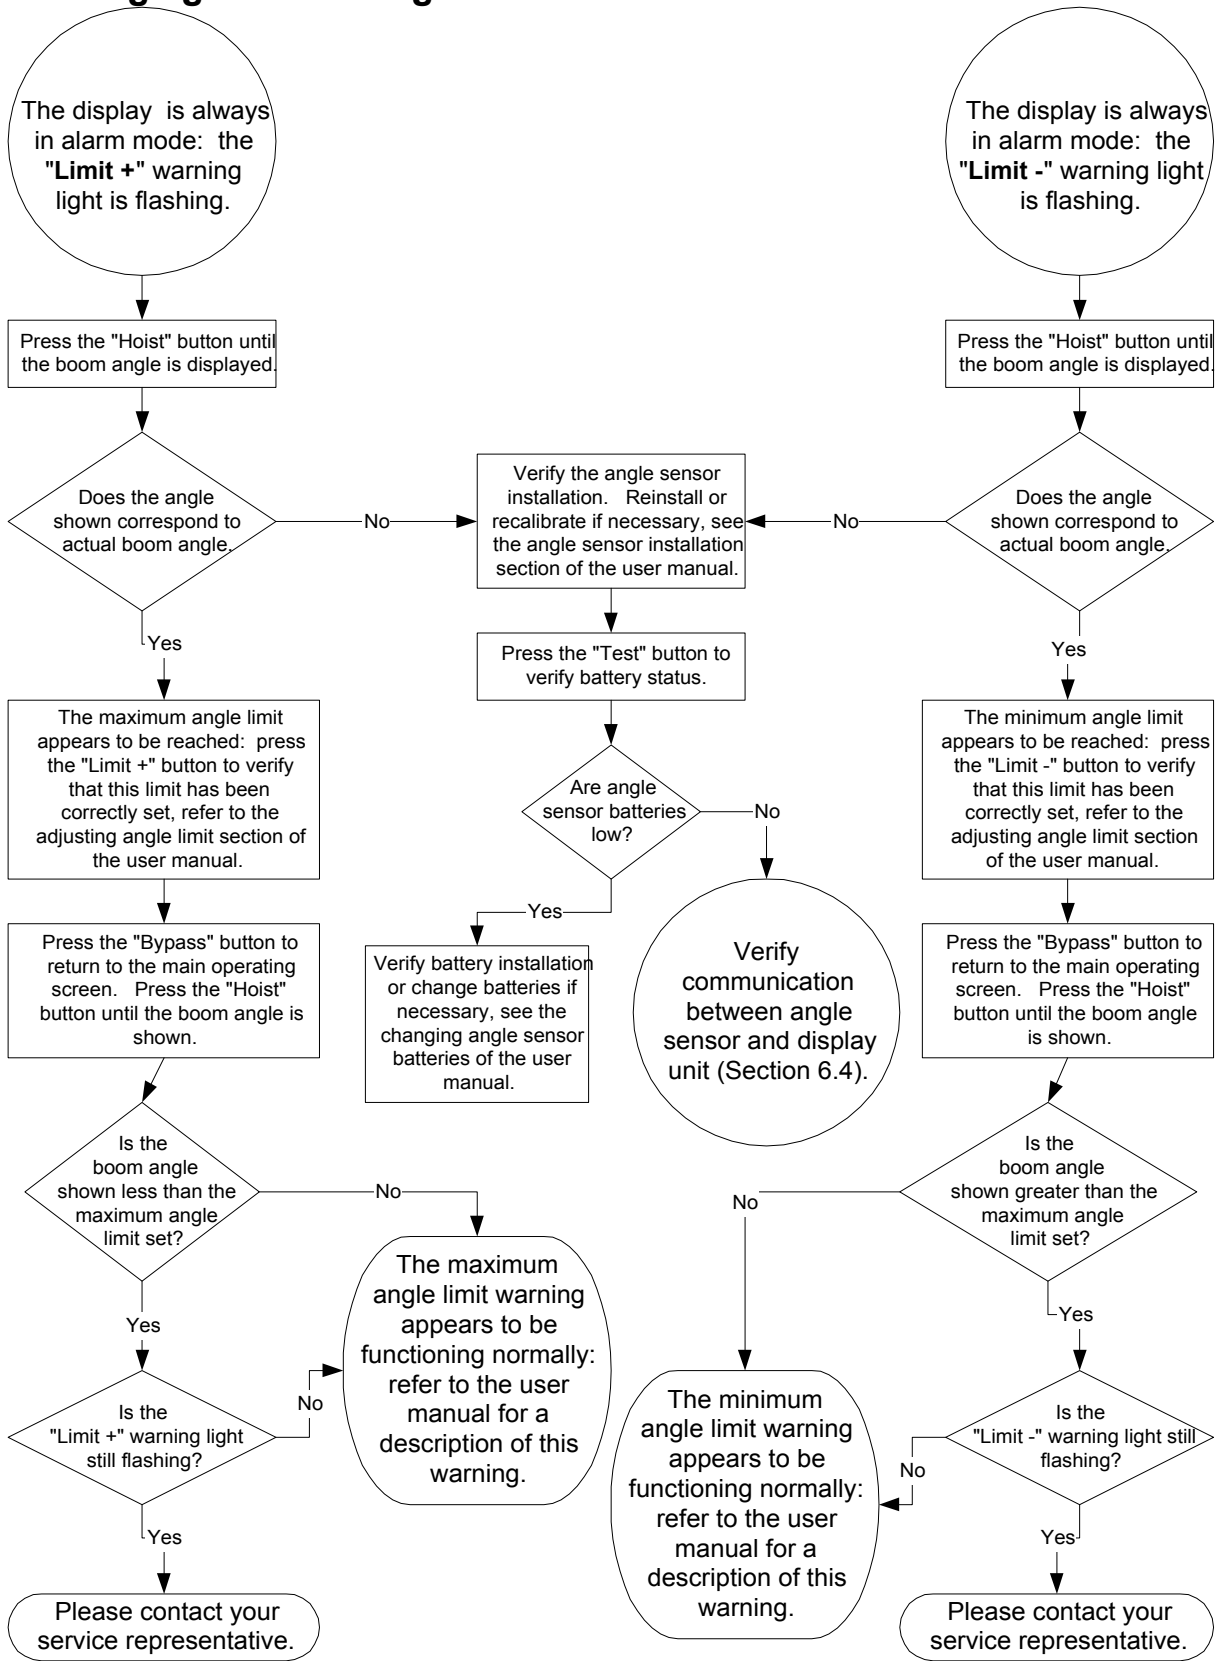 The display is always
in alarm mode: the
"Limit +" warning
light is flashing.
The display is always
in alarm mode: the
"Limit -" warning light
is flashing.
Press the "Hoist" button until
the boom angle is displayed.
Press the "Hoist" button until
the boom angle is displayed.
Does the angle
shown correspond to
actual boom angle.
No
Verify the angle sensor
installation. Reinstall or
recalibrate if necessary, see
the angle sensor installation
section of the user manual.
No
Does the angle
shown correspond to
actual boom angle.
Yes
Press the "Test" button to
verify battery status.
Yes
The maximum angle limit
appears to be reached: press
the "Limit +" button to verify
that this limit has been
correctly set, refer to the
adjusting angle limit section of
the user manual.
Are angle
sensor batteries
low?
No
The minimum angle limit
appears to be reached: press
the "Limit -" button to verify
that this limit has been
correctly set, refer to the
adjusting angle limit section
of the user manual.
Yes
Press the "Bypass" button to
return to the main operating
screen. Press the "Hoist"
button until the boom angle is
shown.
Verify battery installation
or change batteries if
necessary, see the
changing angle sensor
batteries of the user
manual.
Verify
communication
between angle
sensor and display
unit (Section 6.4).
Press the "Bypass" button to
return to the main operating
screen. Press the "Hoist"
button until the boom angle
is shown.
Is the
boom angle
shown less than the
maximum angle
limit set?
No
No
Is the
boom angle
shown greater than the
maximum angle
limit set?
Yes
The maximum
angle limit warning
appears to be
functioning normally:
refer to the user
manual for a
description of this
warning.
Yes
Is the
"Limit +" warning light
still flashing?
No
The minimum
angle limit warning
appears to be
functioning normally:
refer to the user
manual for a
description of this
warning.
No
Is the
"Limit -" warning light still
flashing?
Yes
Yes
Please contact your
service representative.
Please contact your
service representative.